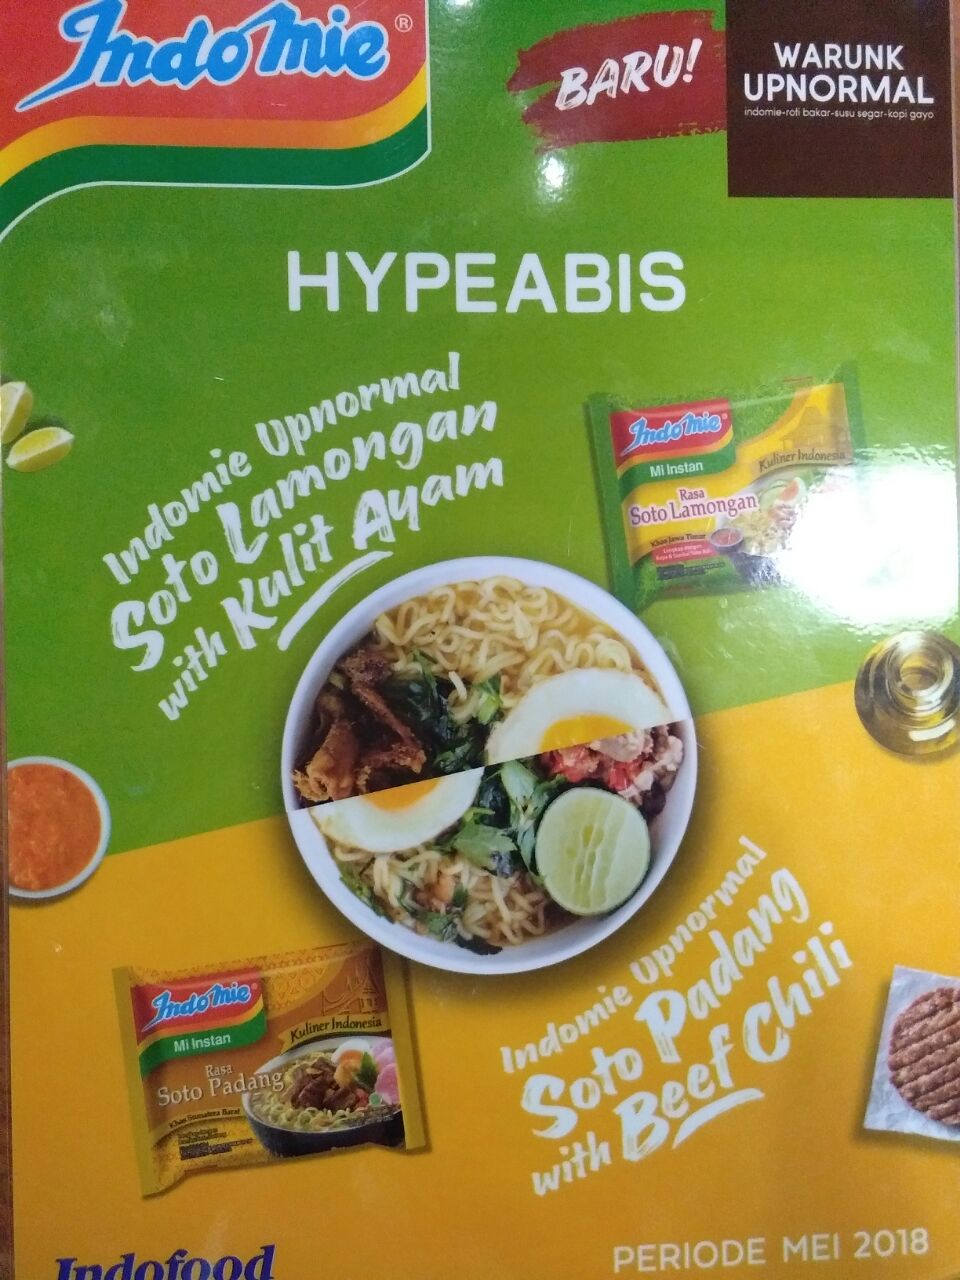 Indomie®
BARU!
WARUNK
UPNORMAL
indomie-roti bakar-susu segar-kopi gayo
HYPEABIS
Indomie Upnormal
Soto Lamongan
with Kulit Ayam
Indomie
Mi Instan
Kuliner Indonesia
Rasa
Soto Lamongan
Khas Jawa Timur
Indomie Upnormal
Soto Padang
with Beef Chili
Indomie
Mi Instan
Kuliner Indonesia
Rasa
Soto Padang
Khas Sumatera Barat
Indofood
PERIODE MEI 2018